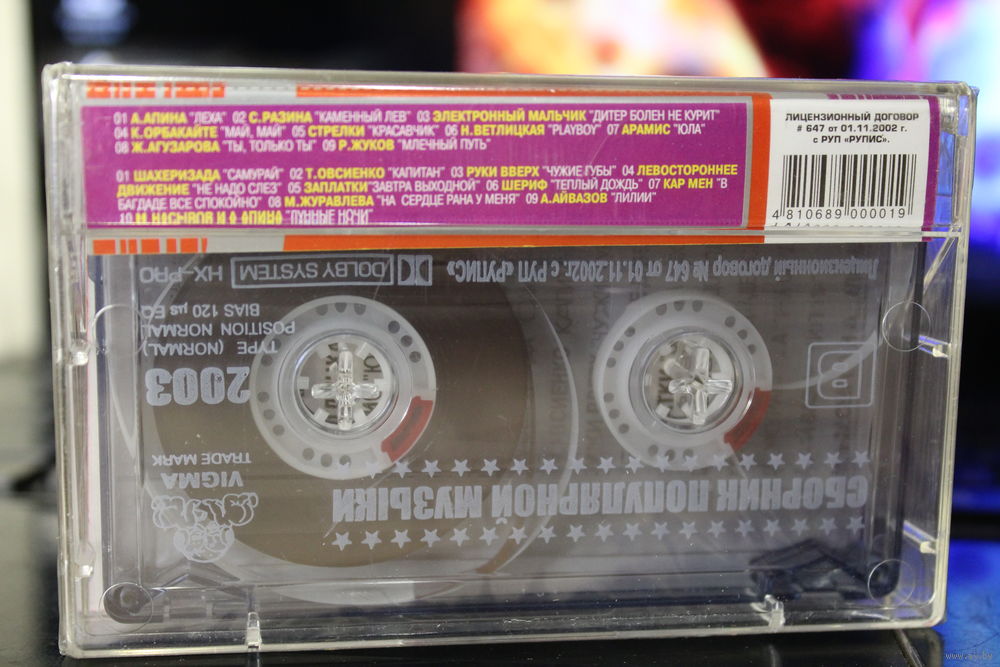 01 А.АПИНА "ЛЕХА" 02 С.РАЗИНА "КАМЕННЫЙ ЛЕВ" 03 ЭЛЕКТРОННЫЙ МАЛЬЧИК "ДИТЕР БОЛЕН НЕ КУРИТ"
04 К.ОРБАКАЙТЕ "МАЙ, МАЙ" 05 СТРЕЛКИ "КРАСАВЧИК" 06 Н.ВЕТЛИЦКАЯ "PLAYBOY" 07 АРАМИС "ЮЛА"
08 Ж.АГУЗАРОВА "ТЫ, ТОЛЬКО ТЫ" 09 Р.ЖУКОВ "МЛЕЧНЫЙ ПУТЬ"
01 ШАХЕРИЗАДА "САМУРАЙ" 02 Т.ОВСИЕНКО "КАПИТАН" 03 РУКИ ВВЕРХ "ЧУЖИЕ ГУБЫ" 04 ЛЕВОСТОРОННЕЕ
ДВИЖЕНИЕ "НЕ НАДО СЛЕЗ" 05 ЗАПЛАТКИ"ЗАВТРА ВЫХОДНОЙ" 06 ШЕРИФ "ТЕПЛЫЙ ДОЖДЬ" 07 КАР МЕН "В
БАГДАДЕ ВСЕ СПОКОЙНО" 08 М.ЖУРАВЛЕВА "НА СЕРДЦЕ РАНА У МЕНЯ" 09 А.АЙВАЗОВ "ЛИЛИИ"
10
ЛИЦЕНЗИОННЫЙ ДОГОВОР
# 647 от 01.11.2002 г.
с РУП «РУПИС».
4 810689 000019
Лицензионный договор № 647 от 01.11.2002г. с РУП «РУПИС»
DOLBY SYSTEM HX-PRO
BIAS 120 µs EQ
POSITION NORMAL
TYPE (NORMAL)
2003
B
TRADE MARK
VIGMA
СБОРНИК ПОПУЛЯРНОЙ МУЗЫКИ
www.ay.by